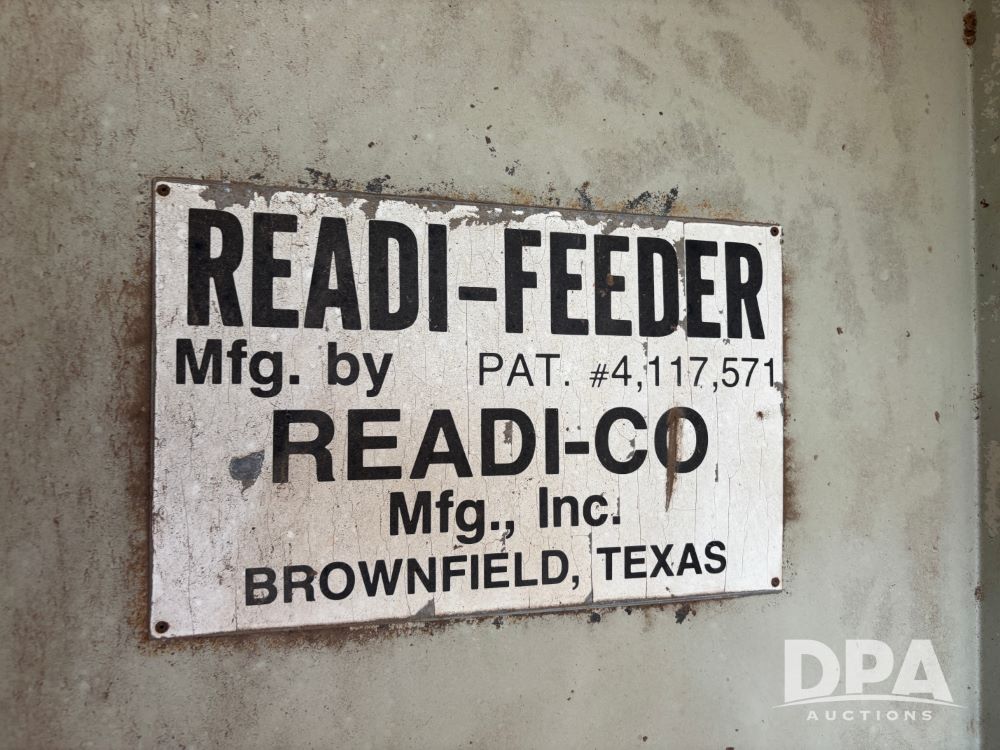 READI-FEEDER
Mfg. by PAT. #4,117,571
READI-CO
Mfg., Inc.
BROWNFIELD, TEXAS
DPA
AUCTIONS